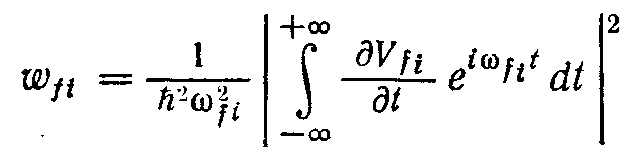 w_{fi} = \frac{1}{\hbar^2 \omega_{fi}^2} \left| \int_{-\infty}^{+\infty} \frac{\partial V_{fi}}{\partial t} e^{i\omega_{fi} t} dt \right|^2